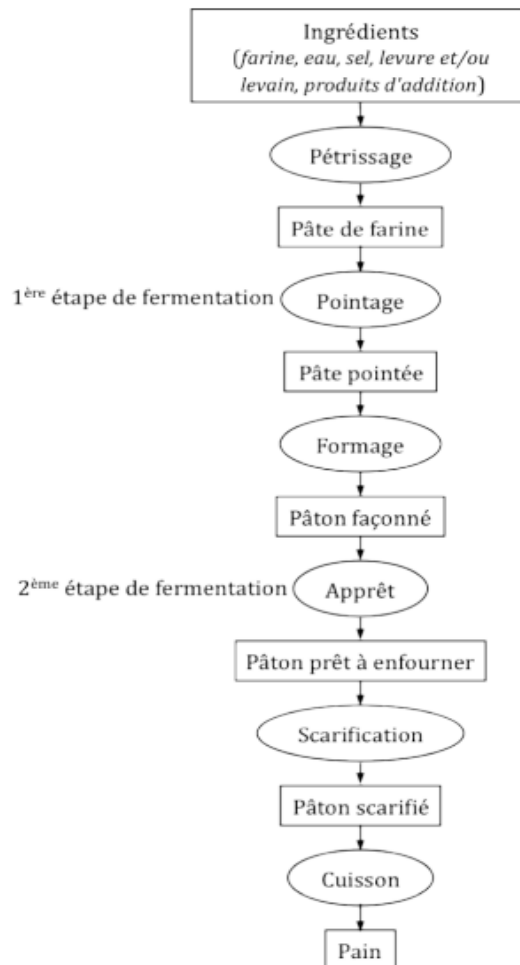 Ingrédients
(farine, eau, sel, levure et/ou
levain, produits d'addition)
Pétrissage
Pâte de farine
1ère étape de fermentation
Pointage
Pâte pointée
Formage
Pâton façonné
2ème étape de fermentation
Apprêt
Pâton prêt à enfourner
Scarification
Pâton scarifié
Cuisson
Pain